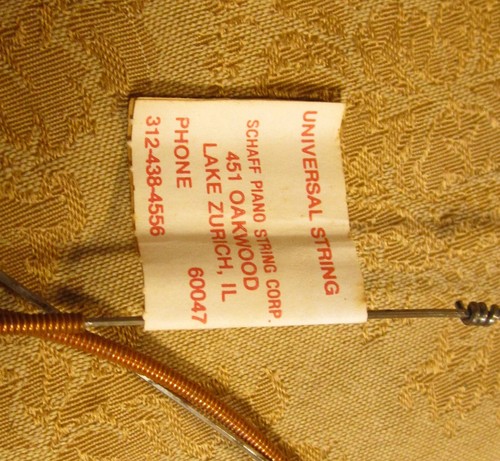 UNIVERSAL STRING
SCHAFF PIANO STRING CORP.
451 OAKWOOD
LAKE ZURICH, IL 60047
PHONE
312-438-4556